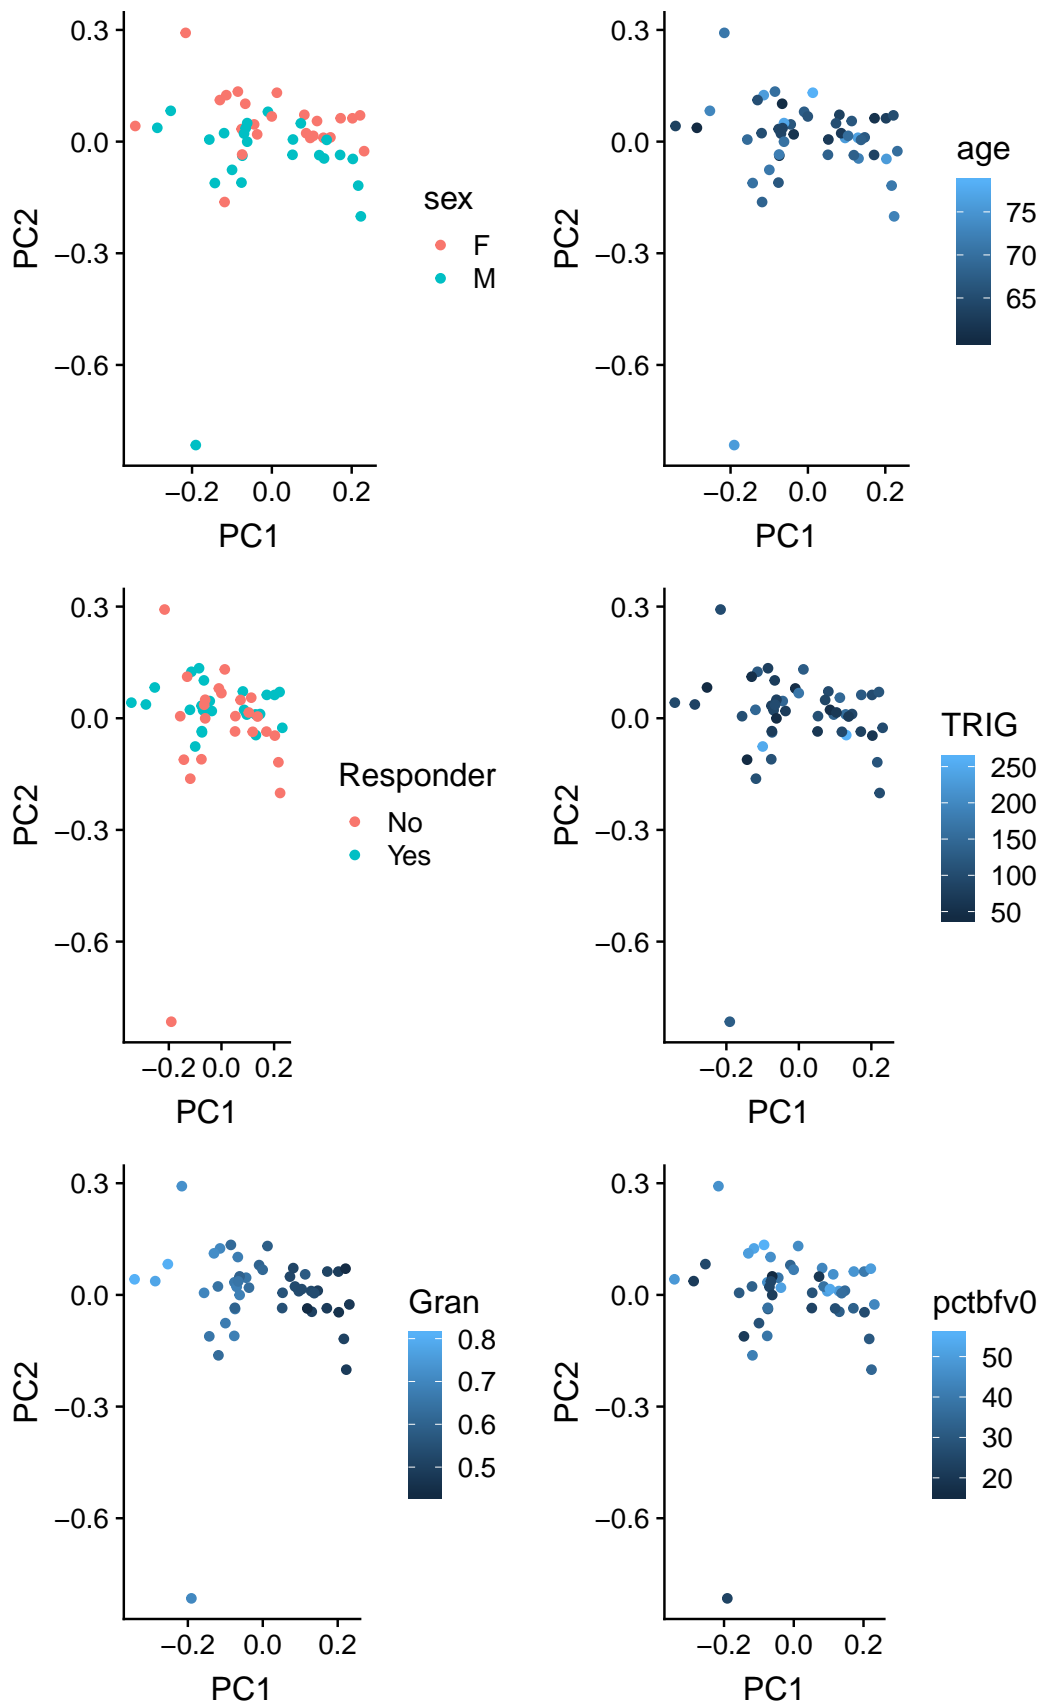 0.3
0.0
−0.3
−0.6
PC2
−0.2 0.0 0.2
PC1
sex
F
M
0.3
0.0
−0.3
−0.6
PC2
−0.2 0.0 0.2
PC1
age
75
70
65
0.3
0.0
−0.3
−0.6
PC2
−0.2 0.0 0.2
PC1
Responder
No
Yes
0.3
0.0
−0.3
−0.6
PC2
−0.2 0.0 0.2
PC1
TRIG
250
200
150
100
50
0.3
0.0
−0.3
−0.6
PC2
−0.2 0.0 0.2
PC1
Gran
0.8
0.7
0.6
0.5
0.3
0.0
−0.3
−0.6
PC2
−0.2 0.0 0.2
PC1
pctbfv0
50
40
30
20